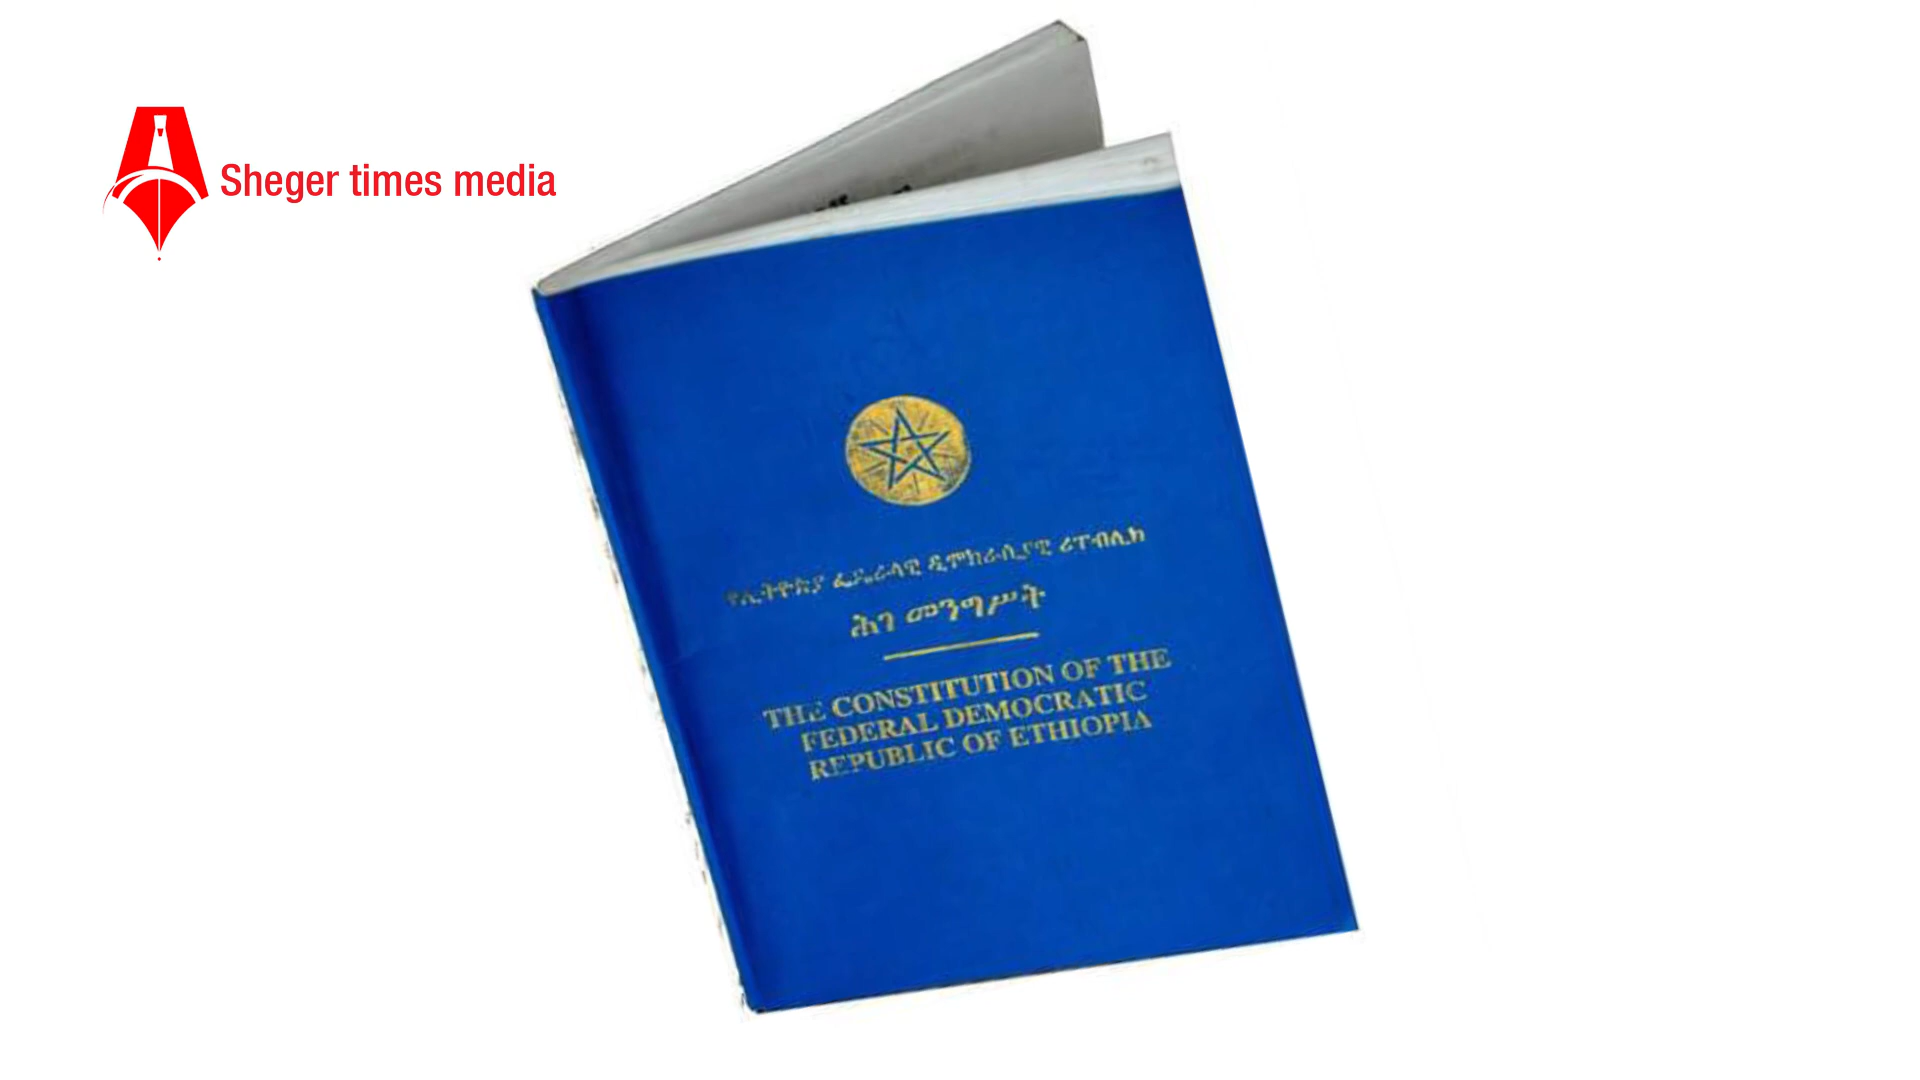 Sheger times media
የኢትዮጵያ ፌዴራላዊ ዲሞክራሲያዊ ሪፐብሊክ
ሕገ መንግሥት
THE CONSTITUTION OF THE
FEDERAL DEMOCRATIC
REPUBLIC OF ETHIOPIA